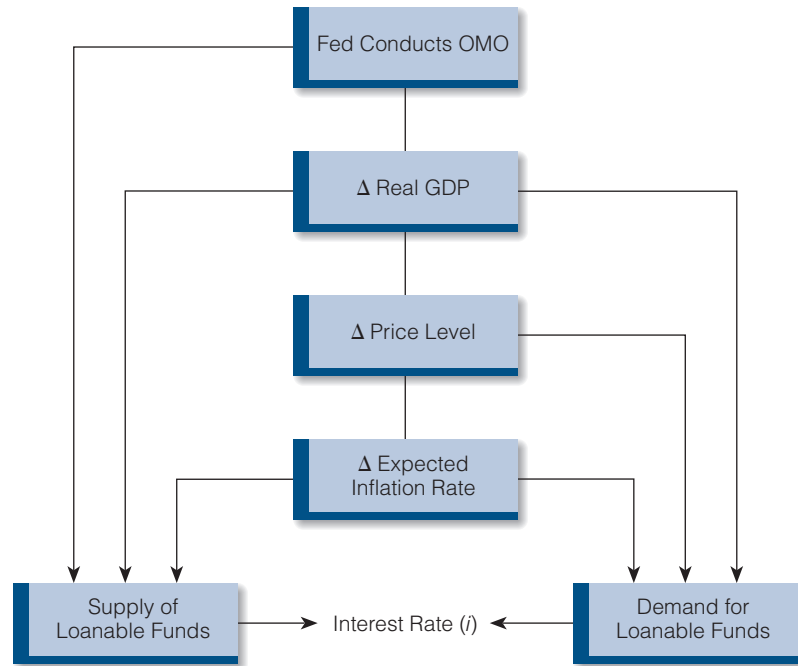 Fed Conducts OMO
Δ Real GDP
Δ Price Level
Δ Expected
Inflation Rate
Supply of
Loanable Funds
Interest Rate (i)
Demand for
Loanable Funds